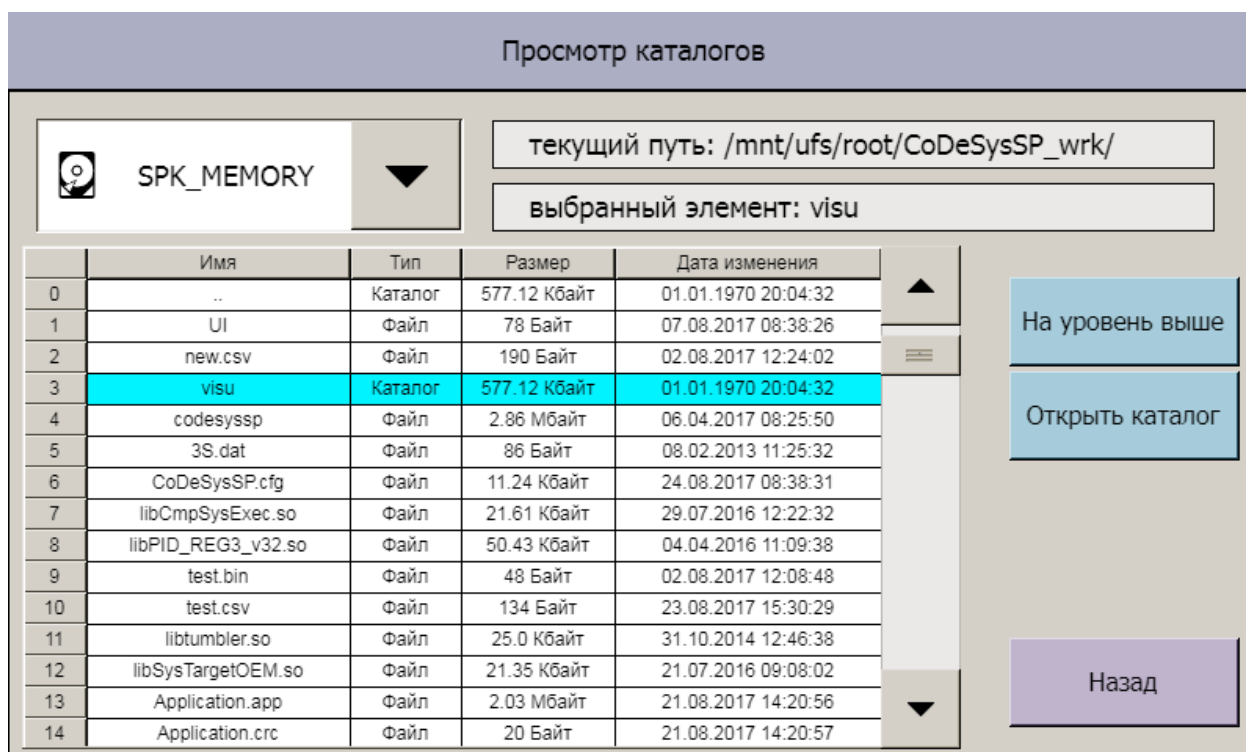 Просмотр каталогов
SPK_MEMORY
текущий путь: /mnt/ufs/root/CoDeSysSP_wrk/
выбранный элемент: visu
Имя Тип Размер Дата изменения
0 .. Каталог 577.12 Кбайт 01.01.1970 20:04:32
1 UI Файл 78 Байт 07.08.2017 08:38:26
2 new.csv Файл 190 Байт 02.08.2017 12:24:02
3 visu Каталог 577.12 Кбайт 01.01.1970 20:04:32
4 codesyssp Файл 2.86 Мбайт 06.04.2017 08:25:50
5 3S.dat Файл 86 Байт 08.02.2013 11:25:32
6 CoDeSysSP.cfg Файл 11.24 Кбайт 24.08.2017 08:38:31
7 libCmpSysExec.so Файл 21.61 Кбайт 29.07.2016 12:22:32
8 libPID_REG3_v32.so Файл 50.43 Кбайт 04.04.2016 11:09:38
9 test.bin Файл 48 Байт 02.08.2017 12:08:48
10 test.csv Файл 134 Байт 23.08.2017 15:30:29
11 libtumbler.so Файл 25.0 Кбайт 31.10.2014 12:46:38
12 libSysTargetOEM.so Файл 21.35 Кбайт 21.07.2016 09:08:02
13 Application.app Файл 2.03 Мбайт 21.08.2017 14:20:56
14 Application.crc Файл 20 Байт 21.08.2017 14:20:57
На уровень выше
Открыть каталог
Назад